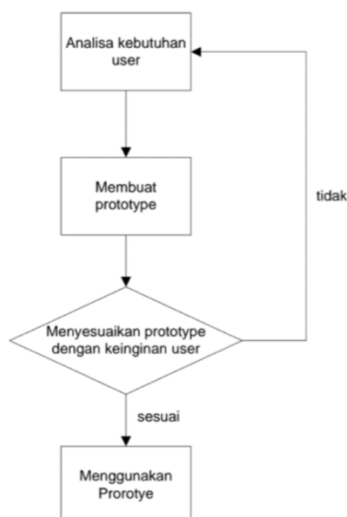 Analisa kebutuhan
user
Membuat
prototype
tidak
Menyesuaikan prototype
dengan keinginan user
sesuai
Menggunakan
Prorotye